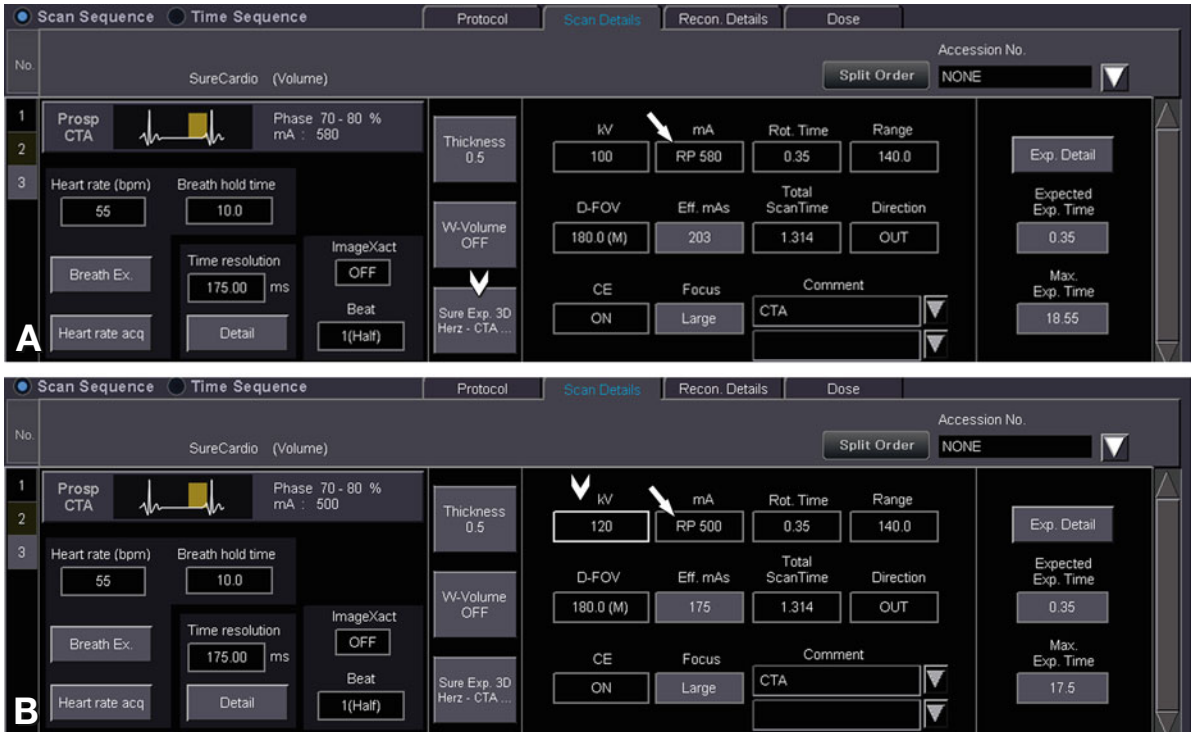 Scan Sequence Time Sequence Protocol Scan Details Recon. Details Dose
Accession No.
No. SureCardio (Volume) Split Order NONE
1 Prosp CTA Phase 70 - 80 %
mA : 580
2
3
Heart rate (bpm) Breath hold time
55 10.0
Time resolution ImageXact
Breath Ex. 175.00 ms OFF
Beat
Heart rate acq Detail 1(Half)
Thickness
0.5
W-Volume
OFF
Sure Exp. 3D
Herz - CTA ...
kV mA Rot. Time Range
100 RP 580 0.35 140.0
D-FOV Eff. mAs Total ScanTime Direction
180.0 (M) 203 1.314 OUT
CE Focus Comment
ON Large CTA
Exp. Detail
Expected
Exp. Time
0.35
Max.
Exp. Time
18.55
A
Scan Sequence Time Sequence Protocol Scan Details Recon. Details Dose
Accession No.
No. SureCardio (Volume) Split Order NONE
1 Prosp CTA Phase 70 - 80 %
mA : 500
2
3
Heart rate (bpm) Breath hold time
55 10.0
Time resolution ImageXact
Breath Ex. 175.00 ms OFF
Beat
Heart rate acq Detail 1(Half)
Thickness
0.5
W-Volume
OFF
Sure Exp. 3D
Herz - CTA ...
kV mA Rot. Time Range
120 RP 500 0.35 140.0
D-FOV Eff. mAs Total ScanTime Direction
180.0 (M) 175 1.314 OUT
CE Focus Comment
ON Large CTA
Exp. Detail
Expected
Exp. Time
0.35
Max.
Exp. Time
17.5
B